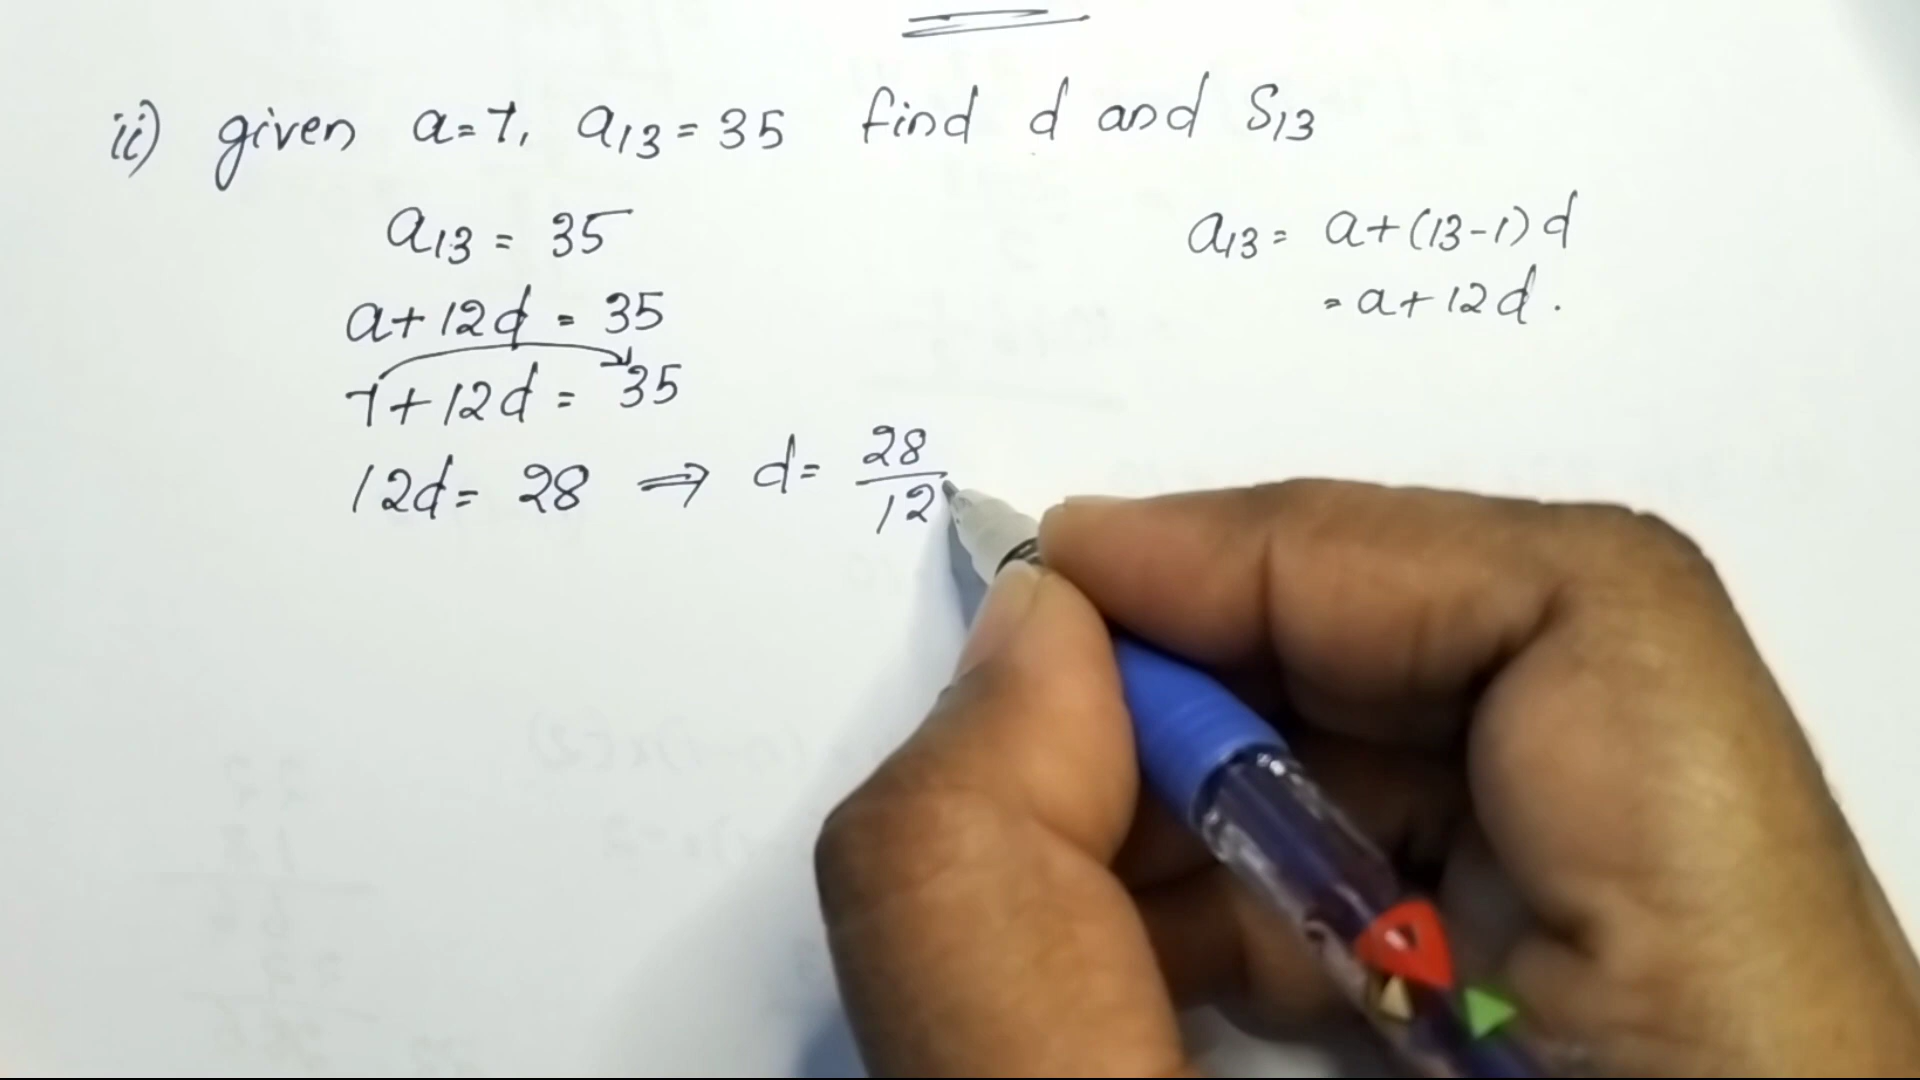 ii) given a=7, a13 = 35 find d and S13
a13 = 35
a+12d = 35
7+12d = 35
12d= 28 ⇒ d= 28/12
a13= a+(13-1)d
= a+12d.